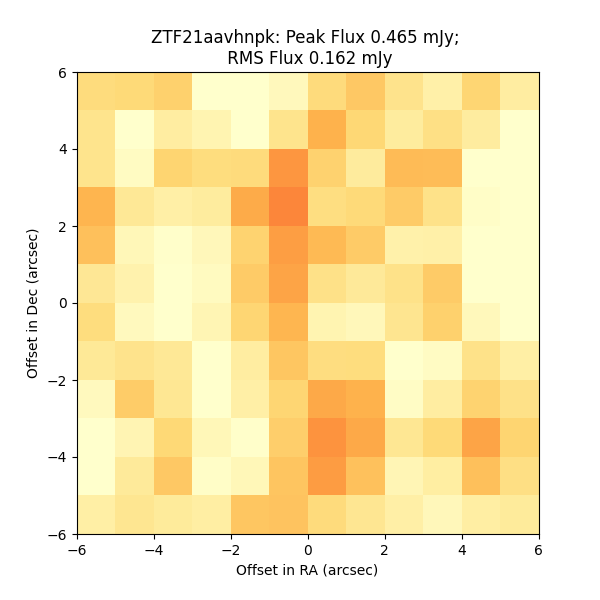 ZTF21aavhnpk: Peak Flux 0.465 mJy;
RMS Flux 0.162 mJy
6
4
2
0
−2
−4
−6
Offset in Dec (arcsec)
−6 −4 −2 0 2 4 6
Offset in RA (arcsec)